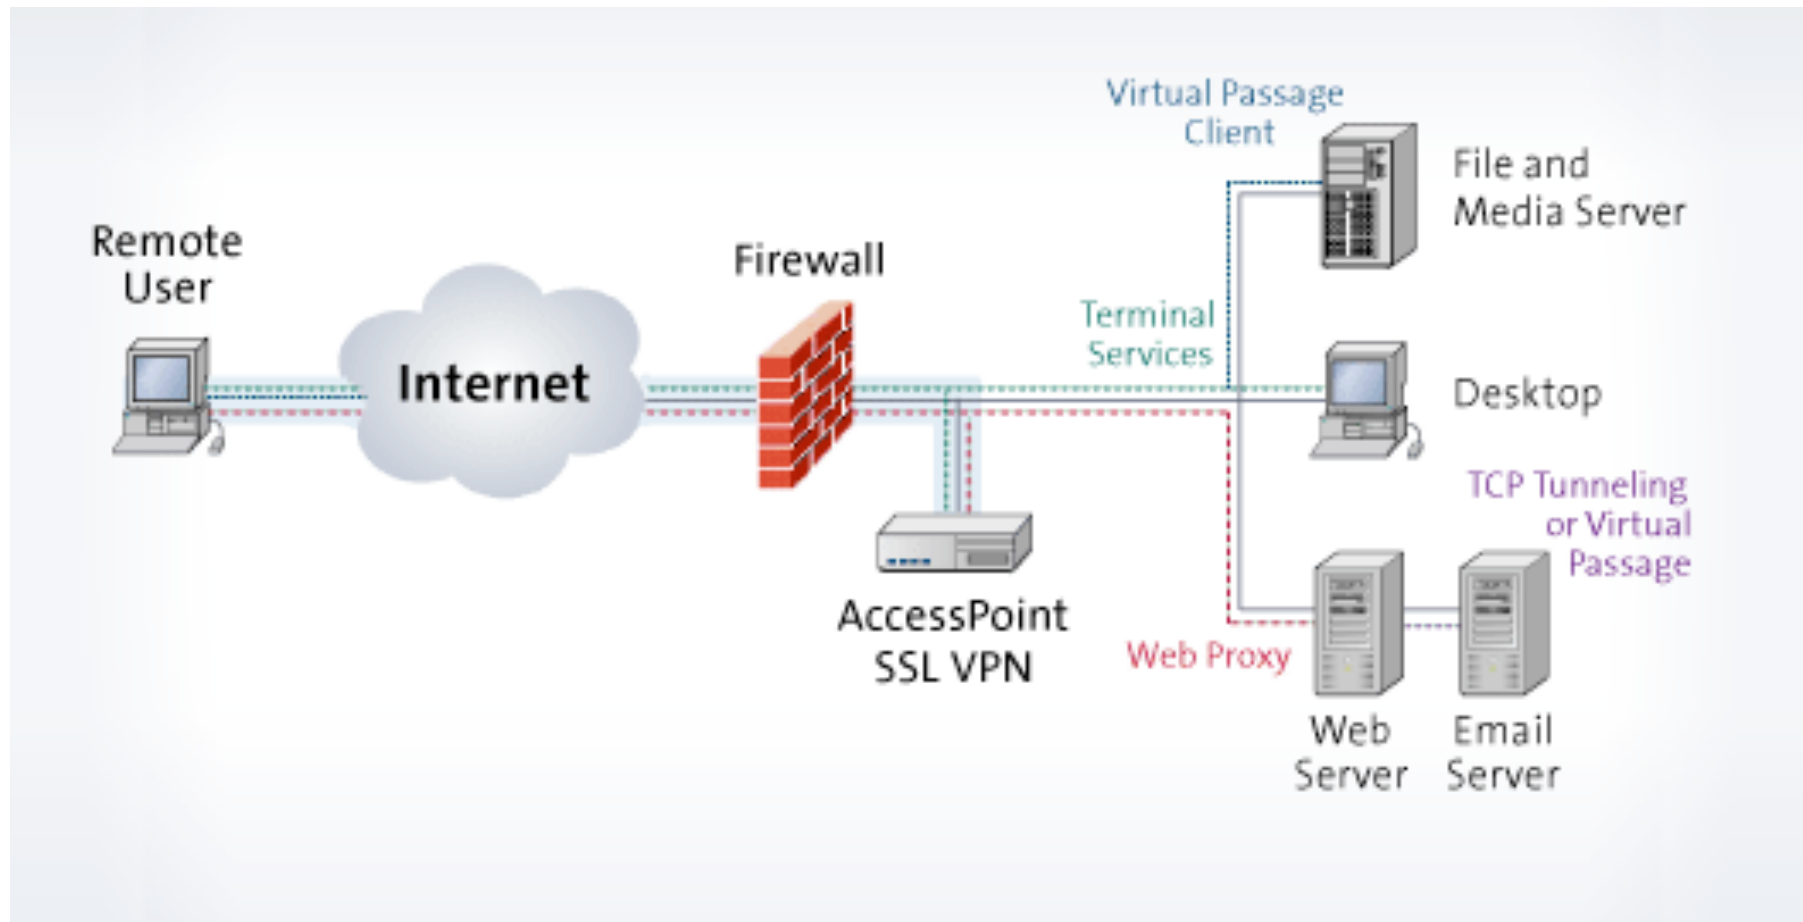 Virtual Passage
Client
File and
Media Server
Remote
User
Firewall
Internet
Terminal
Services
Desktop
TCP Tunneling
or Virtual
Passage
AccessPoint
SSL VPN
Web Proxy
Web
Server
Email
Server